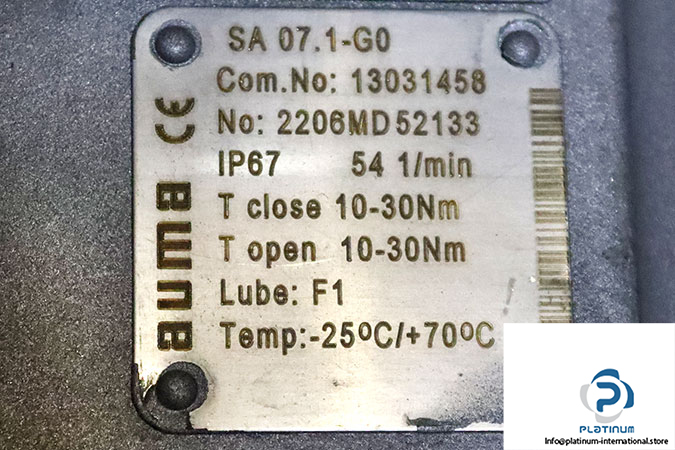 SA 07.1-G0
Com.No: 13031458
No: 2206MD52133
IP67 54 1/min
T close 10-30Nm
T open 10-30Nm
Lube: F1
Temp:-25ºC/+70ºC
auma CE
PLATINUM
Info@platinum-international.store